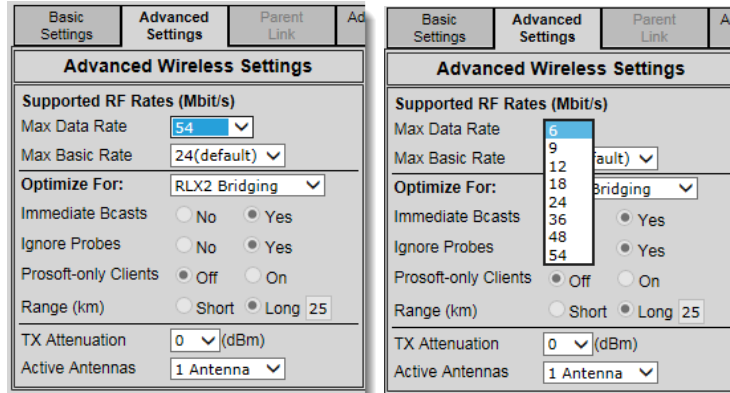 Basic Settings
Advanced Settings
Parent Link
Ad
Advanced Wireless Settings
Supported RF Rates (Mbit/s)
Max Data Rate 54
Max Basic Rate 24(default)
Optimize For: RLX2 Bridging
Immediate Bcasts No Yes
Ignore Probes No Yes
Prosoft-only Clients Off On
Range (km) Short Long 25
TX Attenuation 0 (dBm)
Active Antennas 1 Antenna
Basic Settings
Advanced Settings
Parent Link
A
Advanced Wireless Settings
Supported RF Rates (Mbit/s)
Max Data Rate
6
9
12
18
24
36
48
54
Max Basic Rate ault)
Optimize For: Bridging
Immediate Bcasts Yes
Ignore Probes Yes
Prosoft-only Clients Off On
Range (km) Short Long 25
TX Attenuation 0 (dBm)
Active Antennas 1 Antenna